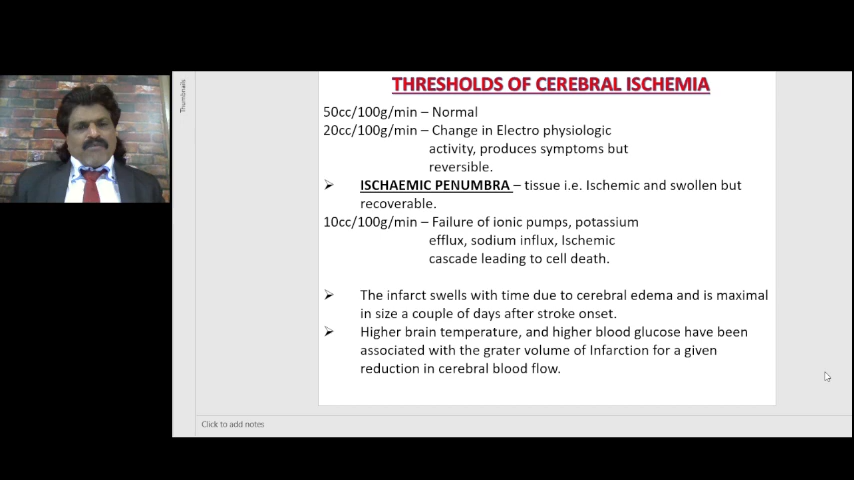 Thumbnails
THRESHOLDS OF CEREBRAL ISCHEMIA
50cc/100g/min – Normal
20cc/100g/min – Change in Electro physiologic
activity, produces symptoms but
reversible.
➢ ISCHAEMIC PENUMBRA – tissue i.e. Ischemic and swollen but
recoverable.
10cc/100g/min – Failure of ionic pumps, potassium
efflux, sodium influx, Ischemic
cascade leading to cell death.
➢ The infarct swells with time due to cerebral edema and is maximal
in size a couple of days after stroke onset.
➢ Higher brain temperature, and higher blood glucose have been
associated with the grater volume of Infarction for a given
reduction in cerebral blood flow.
Click to add notes